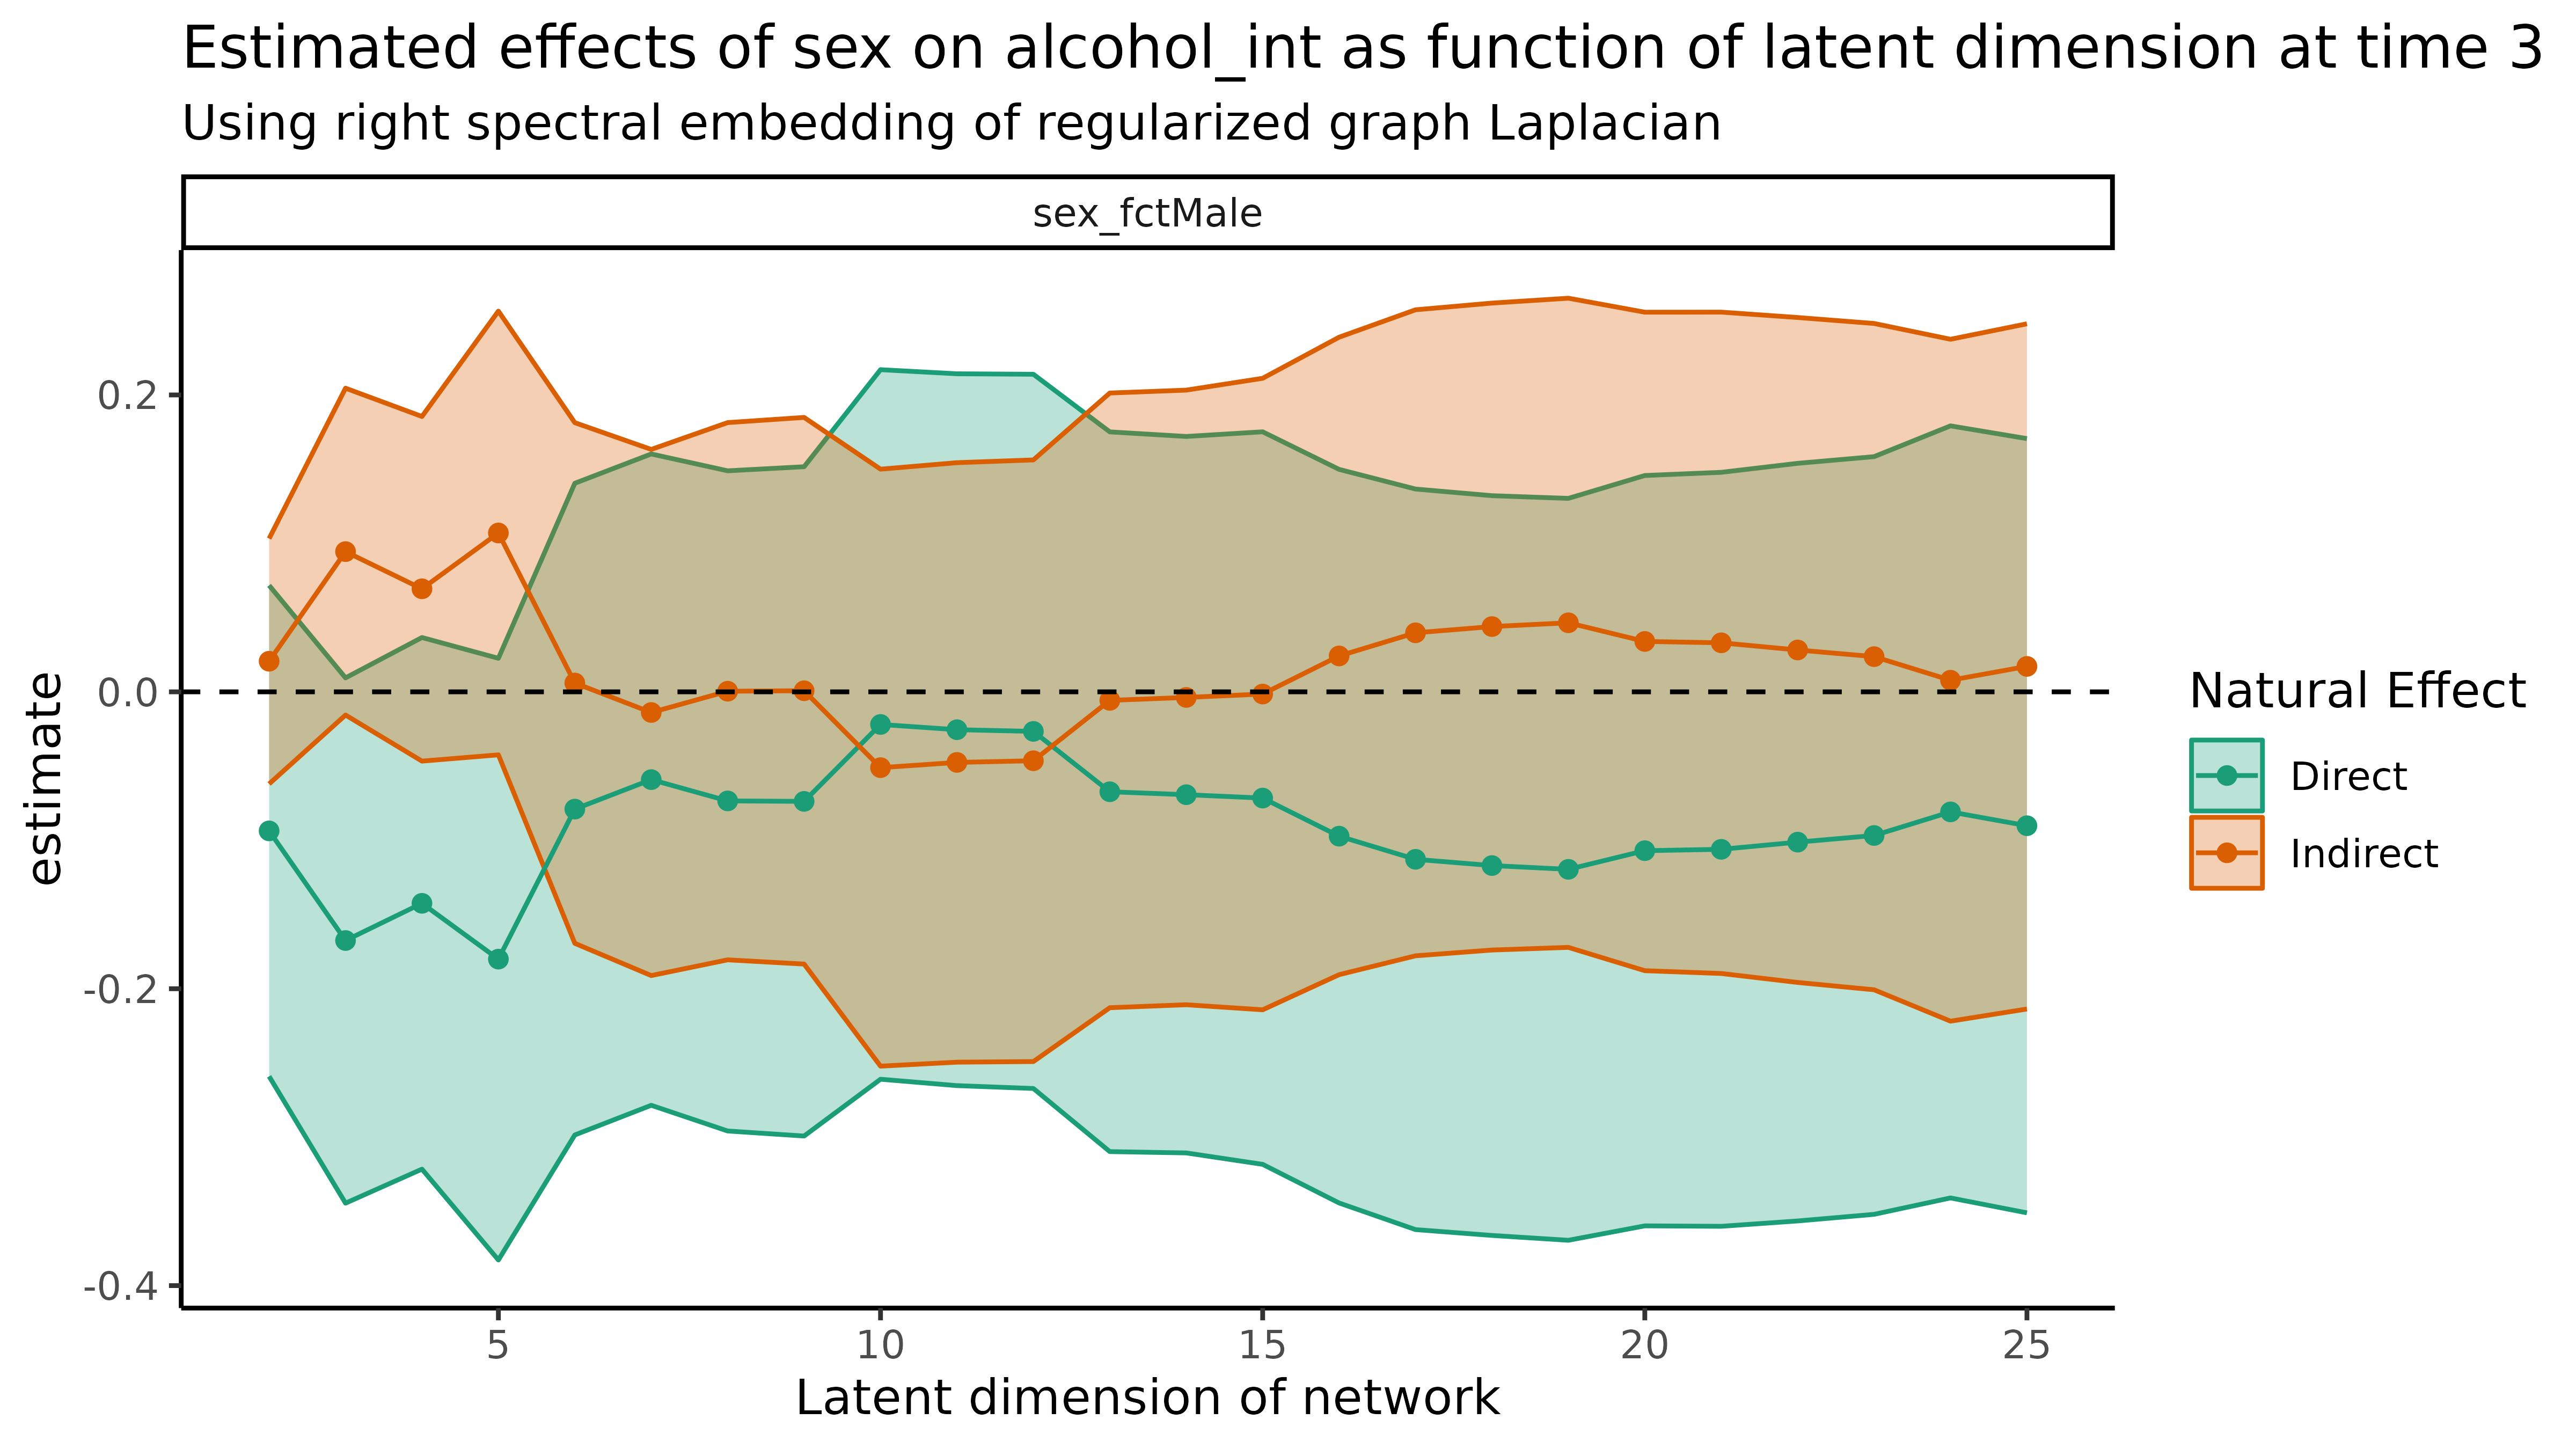 Estimated effects of sex on alcohol_int as function of latent dimension at time 3
Using right spectral embedding of regularized graph Laplacian
sex_fctMale
0.2
0.0
-0.2
-0.4
estimate
5 10 15 20 25
Latent dimension of network
Natural Effect
Direct
Indirect